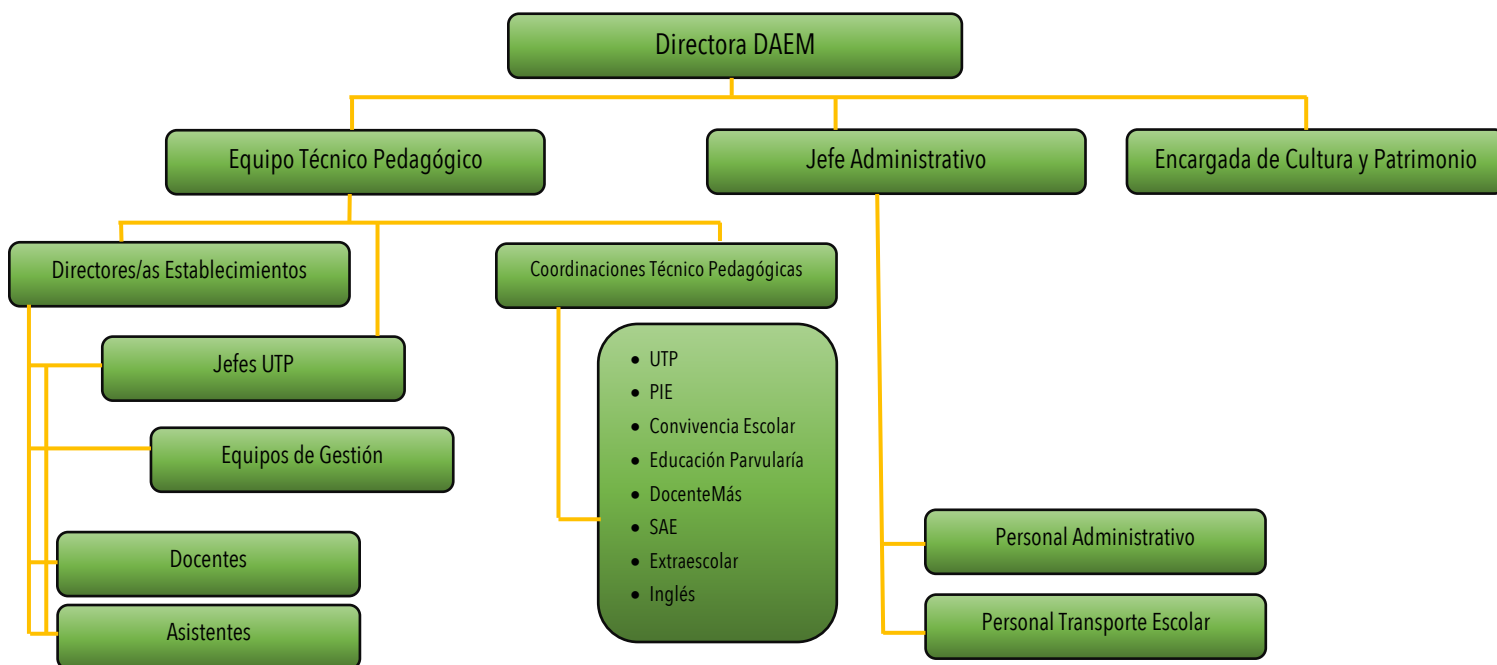 Directora DAEM
Equipo Técnico Pedagógico
Jefe Administrativo
Encargada de Cultura y Patrimonio
Directores/as Establecimientos
Coordinaciones Técnico Pedagógicas
Jefes UTP
Equipos de Gestión
Docentes
Asistentes
• UTP
• PIE
• Convivencia Escolar
• Educación Parvularía
• DocenteMás
• SAE
• Extraescolar
• Inglés
Personal Administrativo
Personal Transporte Escolar